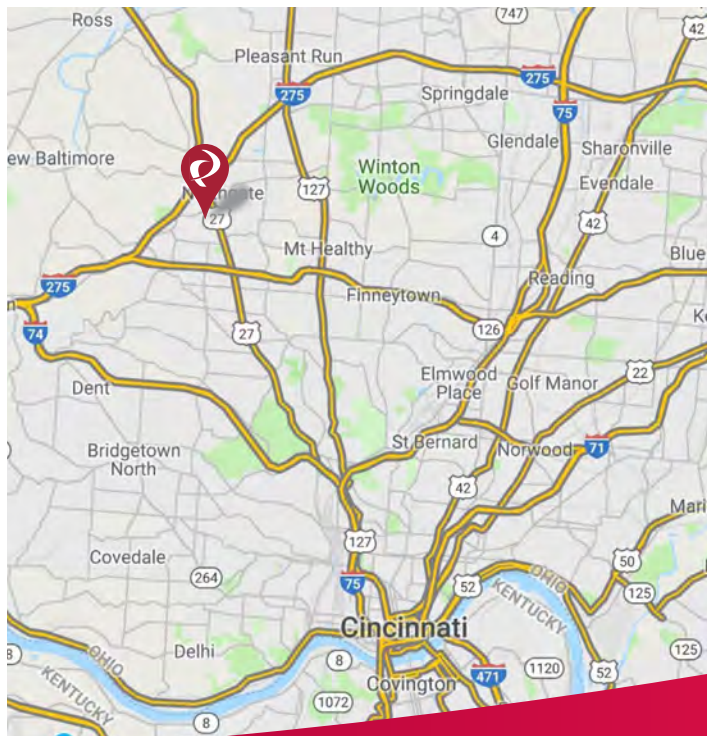 747
Ross
42
Pleasant Run
275
275
Springdale
75
Glendale
Sharonville
ew Baltimore
Winton
Woods
Evendale
127
27
42
4
Mt Healthy
Reading
Blue
275
Finneytown
126
74
27
22
Elmwood
Place
Golf Manor
Dent
St Bernard
Norwood
71
Bridgetown
North
42
127
50
Covedale
264
75
52
OHIO
KENTUCKY
125
Cincinnati
Delhi
OHIO
8
8
125
KENTUCKY
Covington
471
1120
52
1072
8